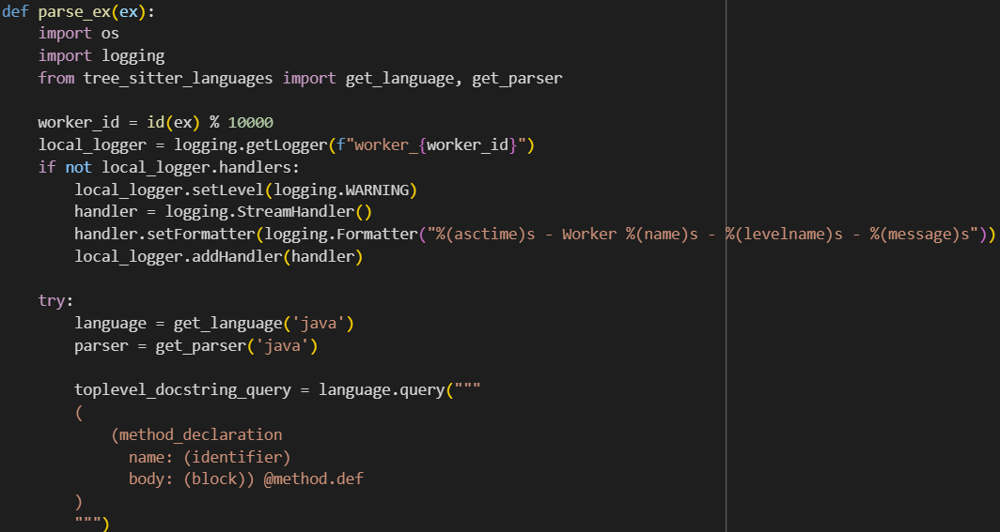 def parse_ex(ex):
    import os
    import logging
    from tree_sitter_languages import get_language, get_parser

    worker_id = id(ex) % 10000
    local_logger = logging.getLogger(f"worker_{worker_id}")
    if not local_logger.handlers:
        local_logger.setLevel(logging.WARNING)
        handler = logging.StreamHandler()
        handler.setFormatter(logging.Formatter("%(asctime)s - Worker %(name)s - %(levelname)s - %(message)s"))
        local_logger.addHandler(handler)

    try:
        language = get_language('java')
        parser = get_parser('java')

        toplevel_docstring_query = language.query("""
        (
            (method_declaration
              name: (identifier)
              body: (block)) @method.def
        )
        """)